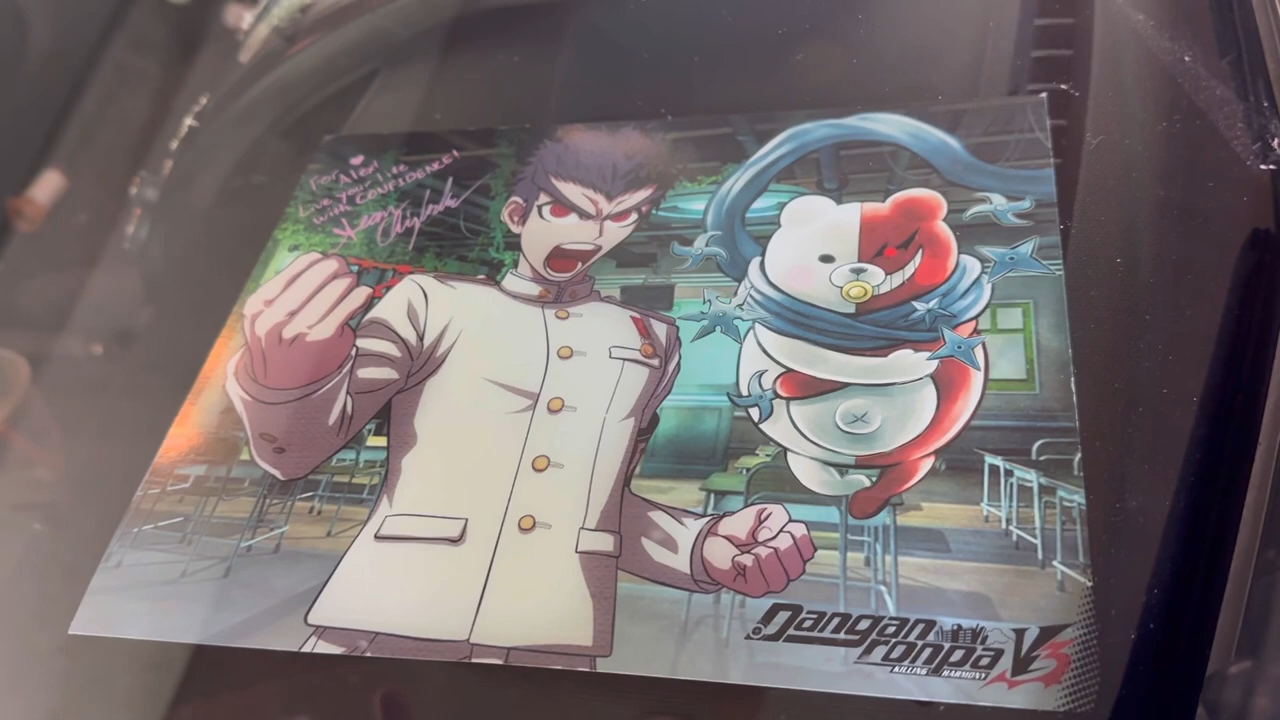 For Alex!
Live your life
with CONFIDENCE!
Danganronpa V3
KILLING HARMONY